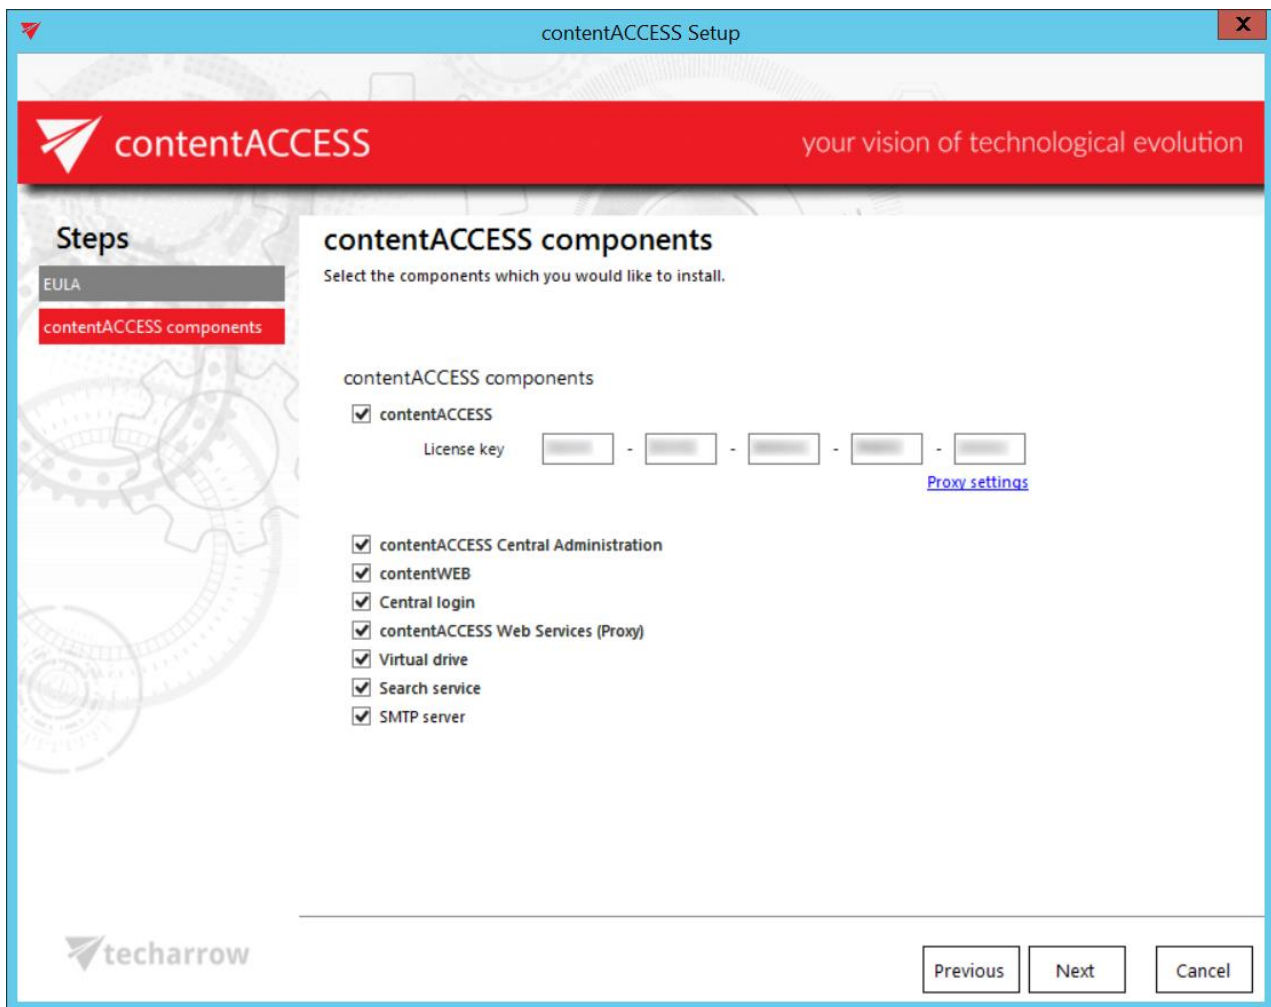 contentACCESS Setup
X
contentACCESS
your vision of technological evolution
Steps
EULA
contentACCESS components
contentACCESS components
Select the components which you would like to install.
contentACCESS components
contentACCESS
License key - - - -
Proxy settings
contentACCESS Central Administration
contentWEB
Central login
contentACCESS Web Services (Proxy)
Virtual drive
Search service
SMTP server
techarrow
Previous Next Cancel